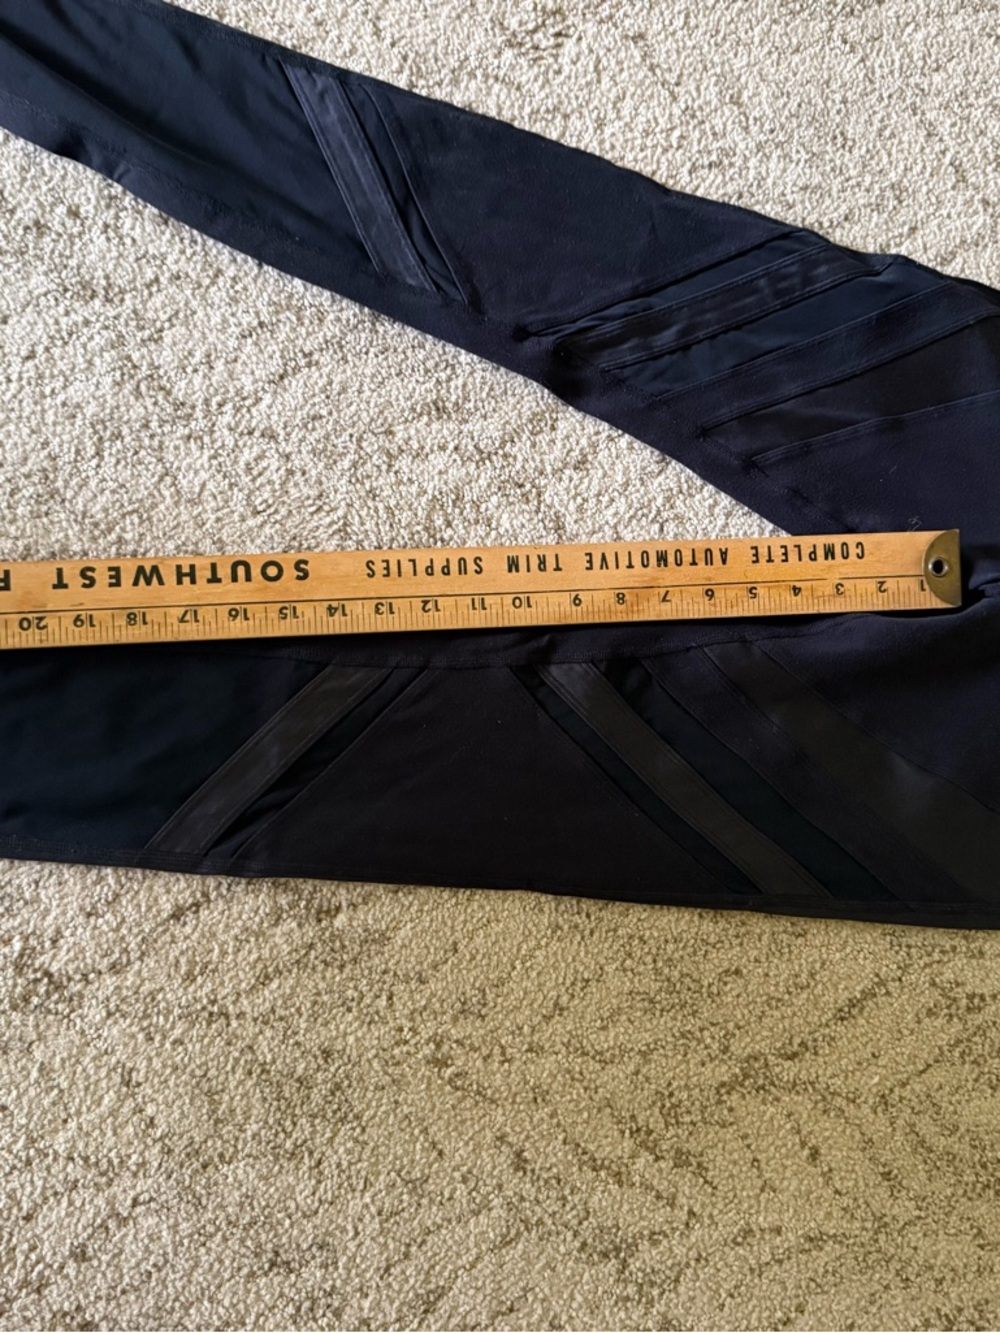 COMPLETE AUTOMOTIVE TRIM SUPPLIES SOUTHWEST F
1 2 3 4 5 6 7 8 9 10 11 12 13 14 15 16 17 18 19 20